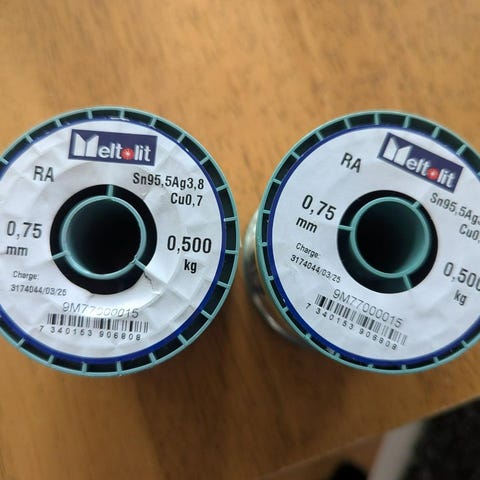 Meltolit
RA
Sn95,5Ag3,8
Cu0,7
0,75
mm
0,500
kg
Charge:
3174044/03/25
9M77000015
7 340153 906808
Meltolit
RA
Sn95,5Ag3
Cu0,
0,75
mm
0,500
kg
Charge:
3174044/03/25
9M77000015
7 340153 906808